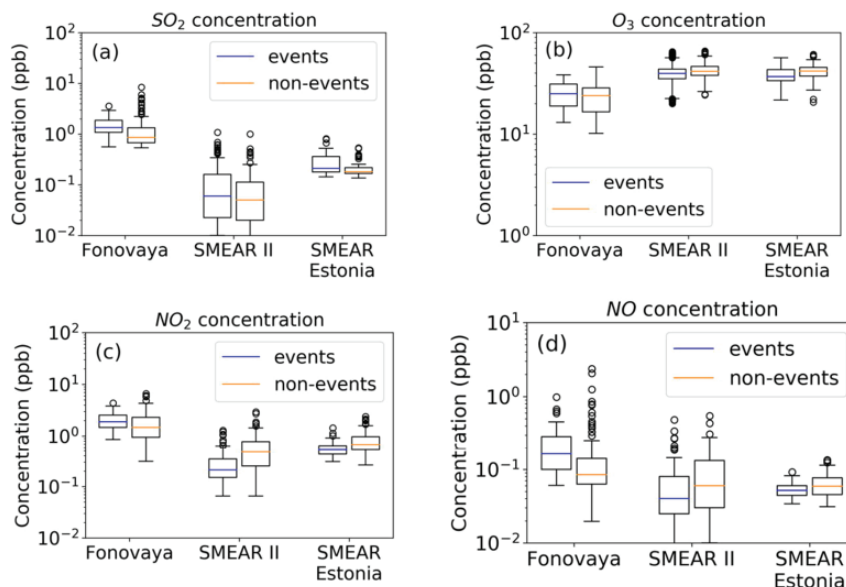 SO2 concentration
(a)
events
non-events
Concentration (ppb)
10^2
10^1
10^0
10^-1
10^-2
Fonovaya SMEAR II SMEAR
Estonia
O3 concentration
(b)
events
non-events
Concentration (ppb)
10^2
10^1
10^0
Fonovaya SMEAR II SMEAR
Estonia
NO2 concentration
(c)
events
non-events
Concentration (ppb)
10^2
10^1
10^0
10^-1
10^-2
Fonovaya SMEAR II SMEAR
Estonia
NO concentration
(d)
events
non-events
Concentration (ppb)
10^1
10^0
10^-1
10^-2
Fonovaya SMEAR II SMEAR
Estonia